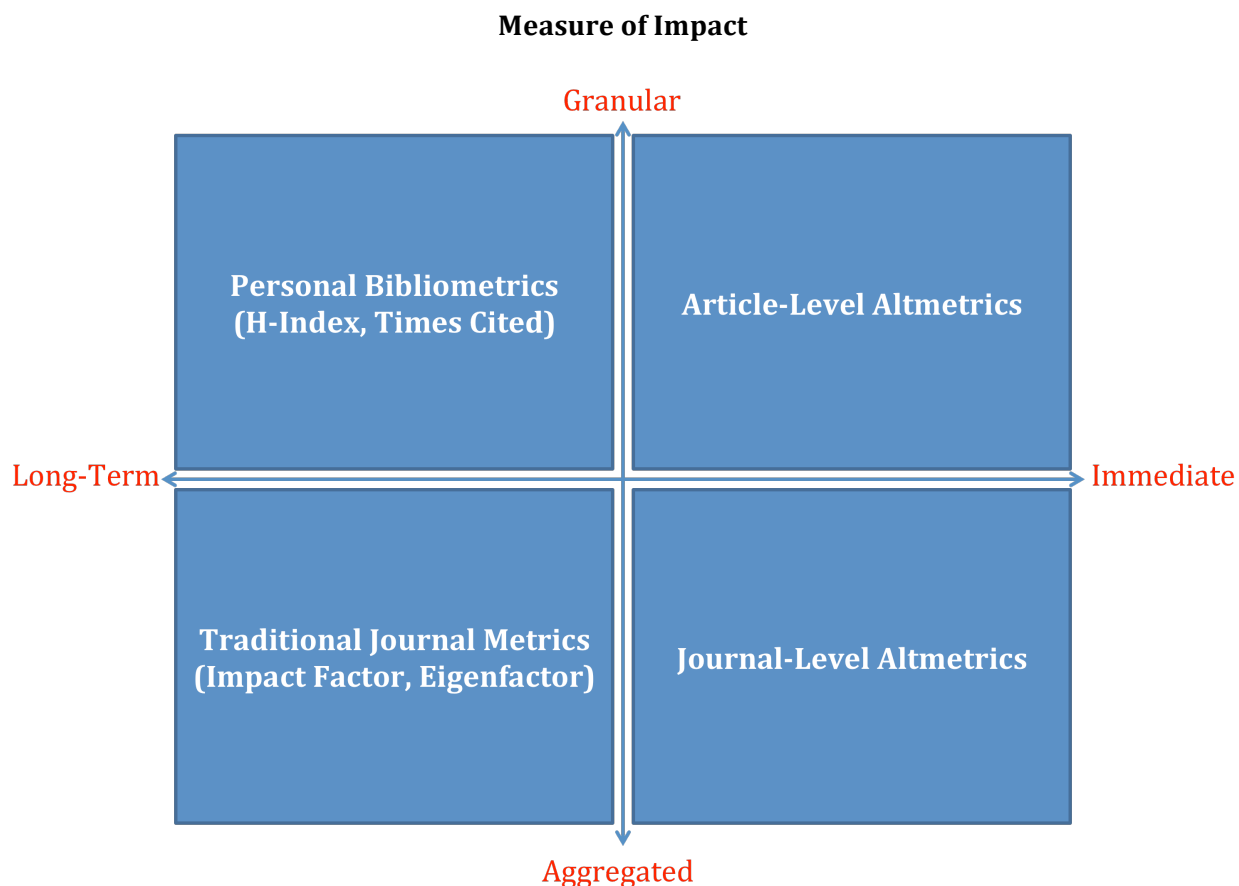 Measure of Impact
Granular
Personal Bibliometrics
(H-Index, Times Cited)
Article-Level Altmetrics
Long-Term
Immediate
Traditional Journal Metrics
(Impact Factor, Eigenfactor)
Journal-Level Altmetrics
Aggregated